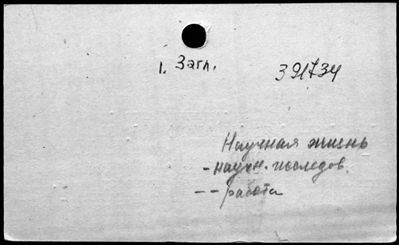 1. Загл.
391734
Научная жизнь
- научн. исследов.
-- работа